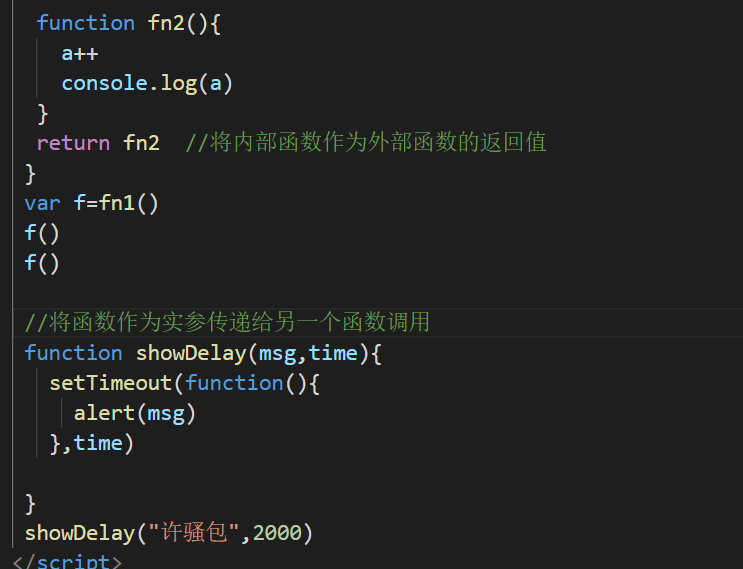 function fn2(){
a++
console.log(a)
}
return fn2  //将内部函数作为外部函数的返回值
}
var f=fn1()
f()
f()
//将函数作为实参传递给另一个函数调用
function showDelay(msg,time){
setTimeout(function(){
alert(msg)
},time)
}
showDelay("许骚包",2000)
</script>